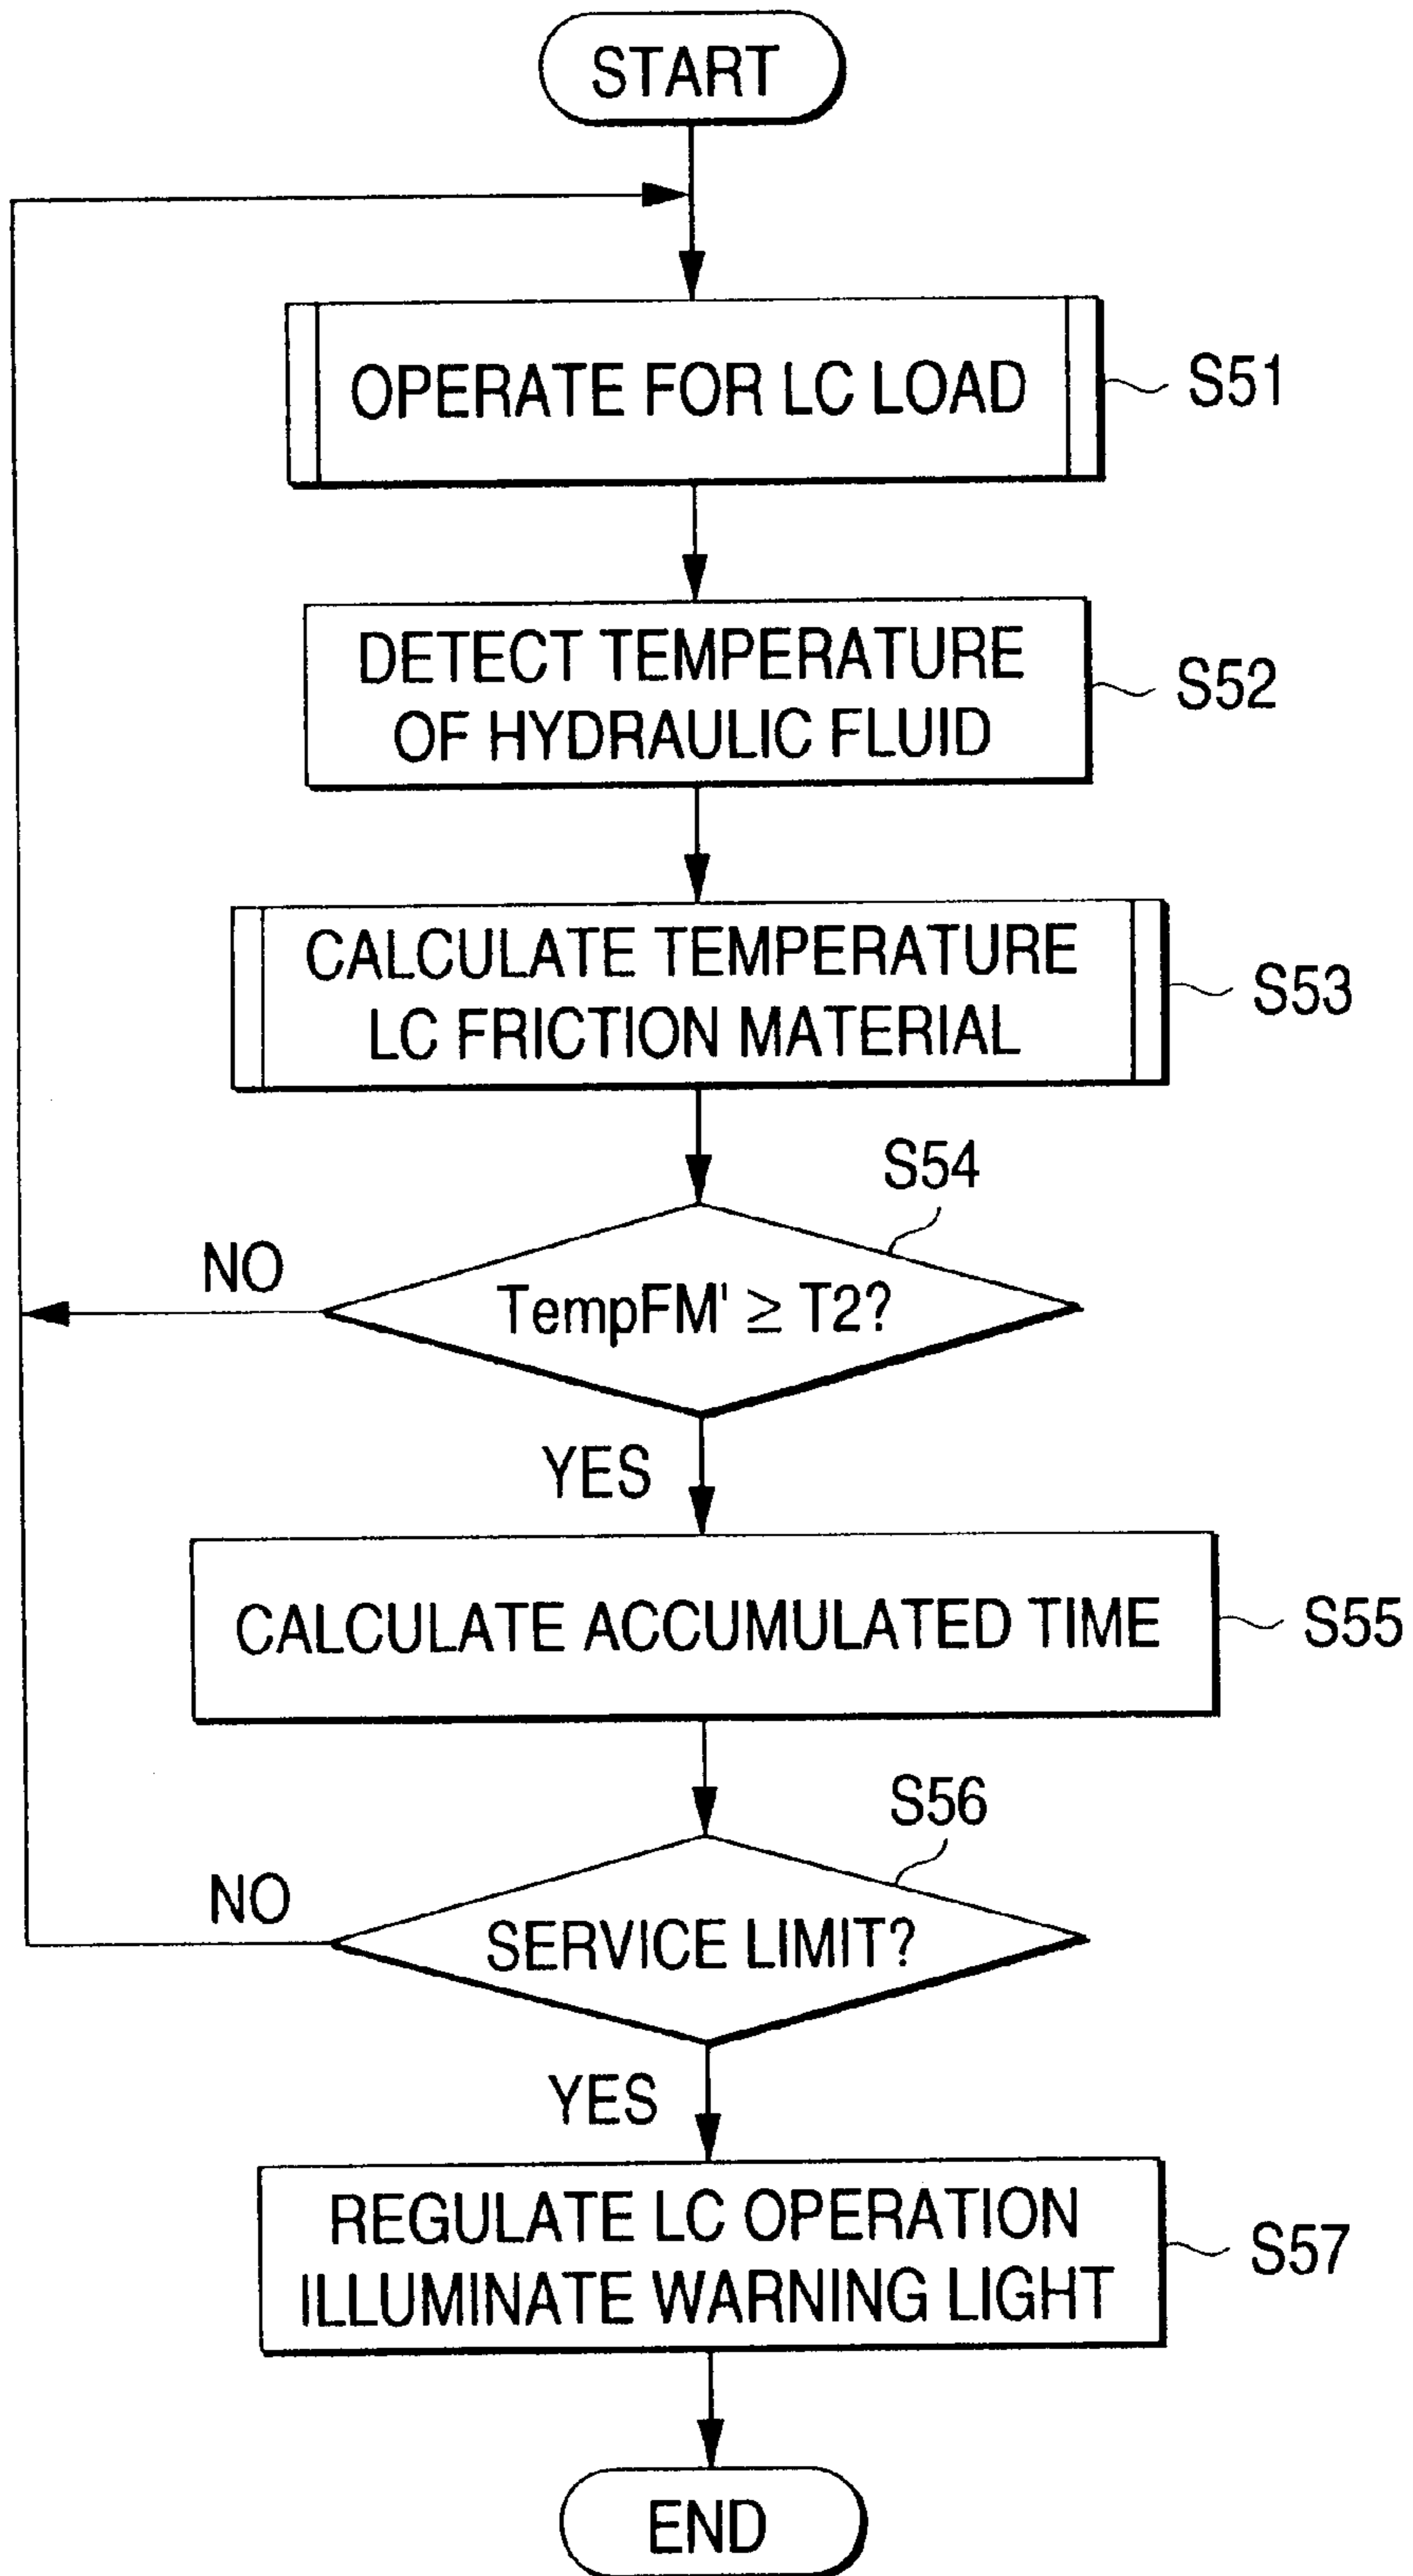 START
OPERATE FOR LC LOAD
S51
DETECT TEMPERATURE
OF HYDRAULIC FLUID
S52
CALCULATE TEMPERATURE
LC FRICTION MATERIAL
S53
S54
NO
TempFM' ≥ T2?
YES
CALCULATE ACCUMULATED TIME
S55
S56
NO
SERVICE LIMIT?
YES
REGULATE LC OPERATION
ILLUMINATE WARNING LIGHT
S57
END